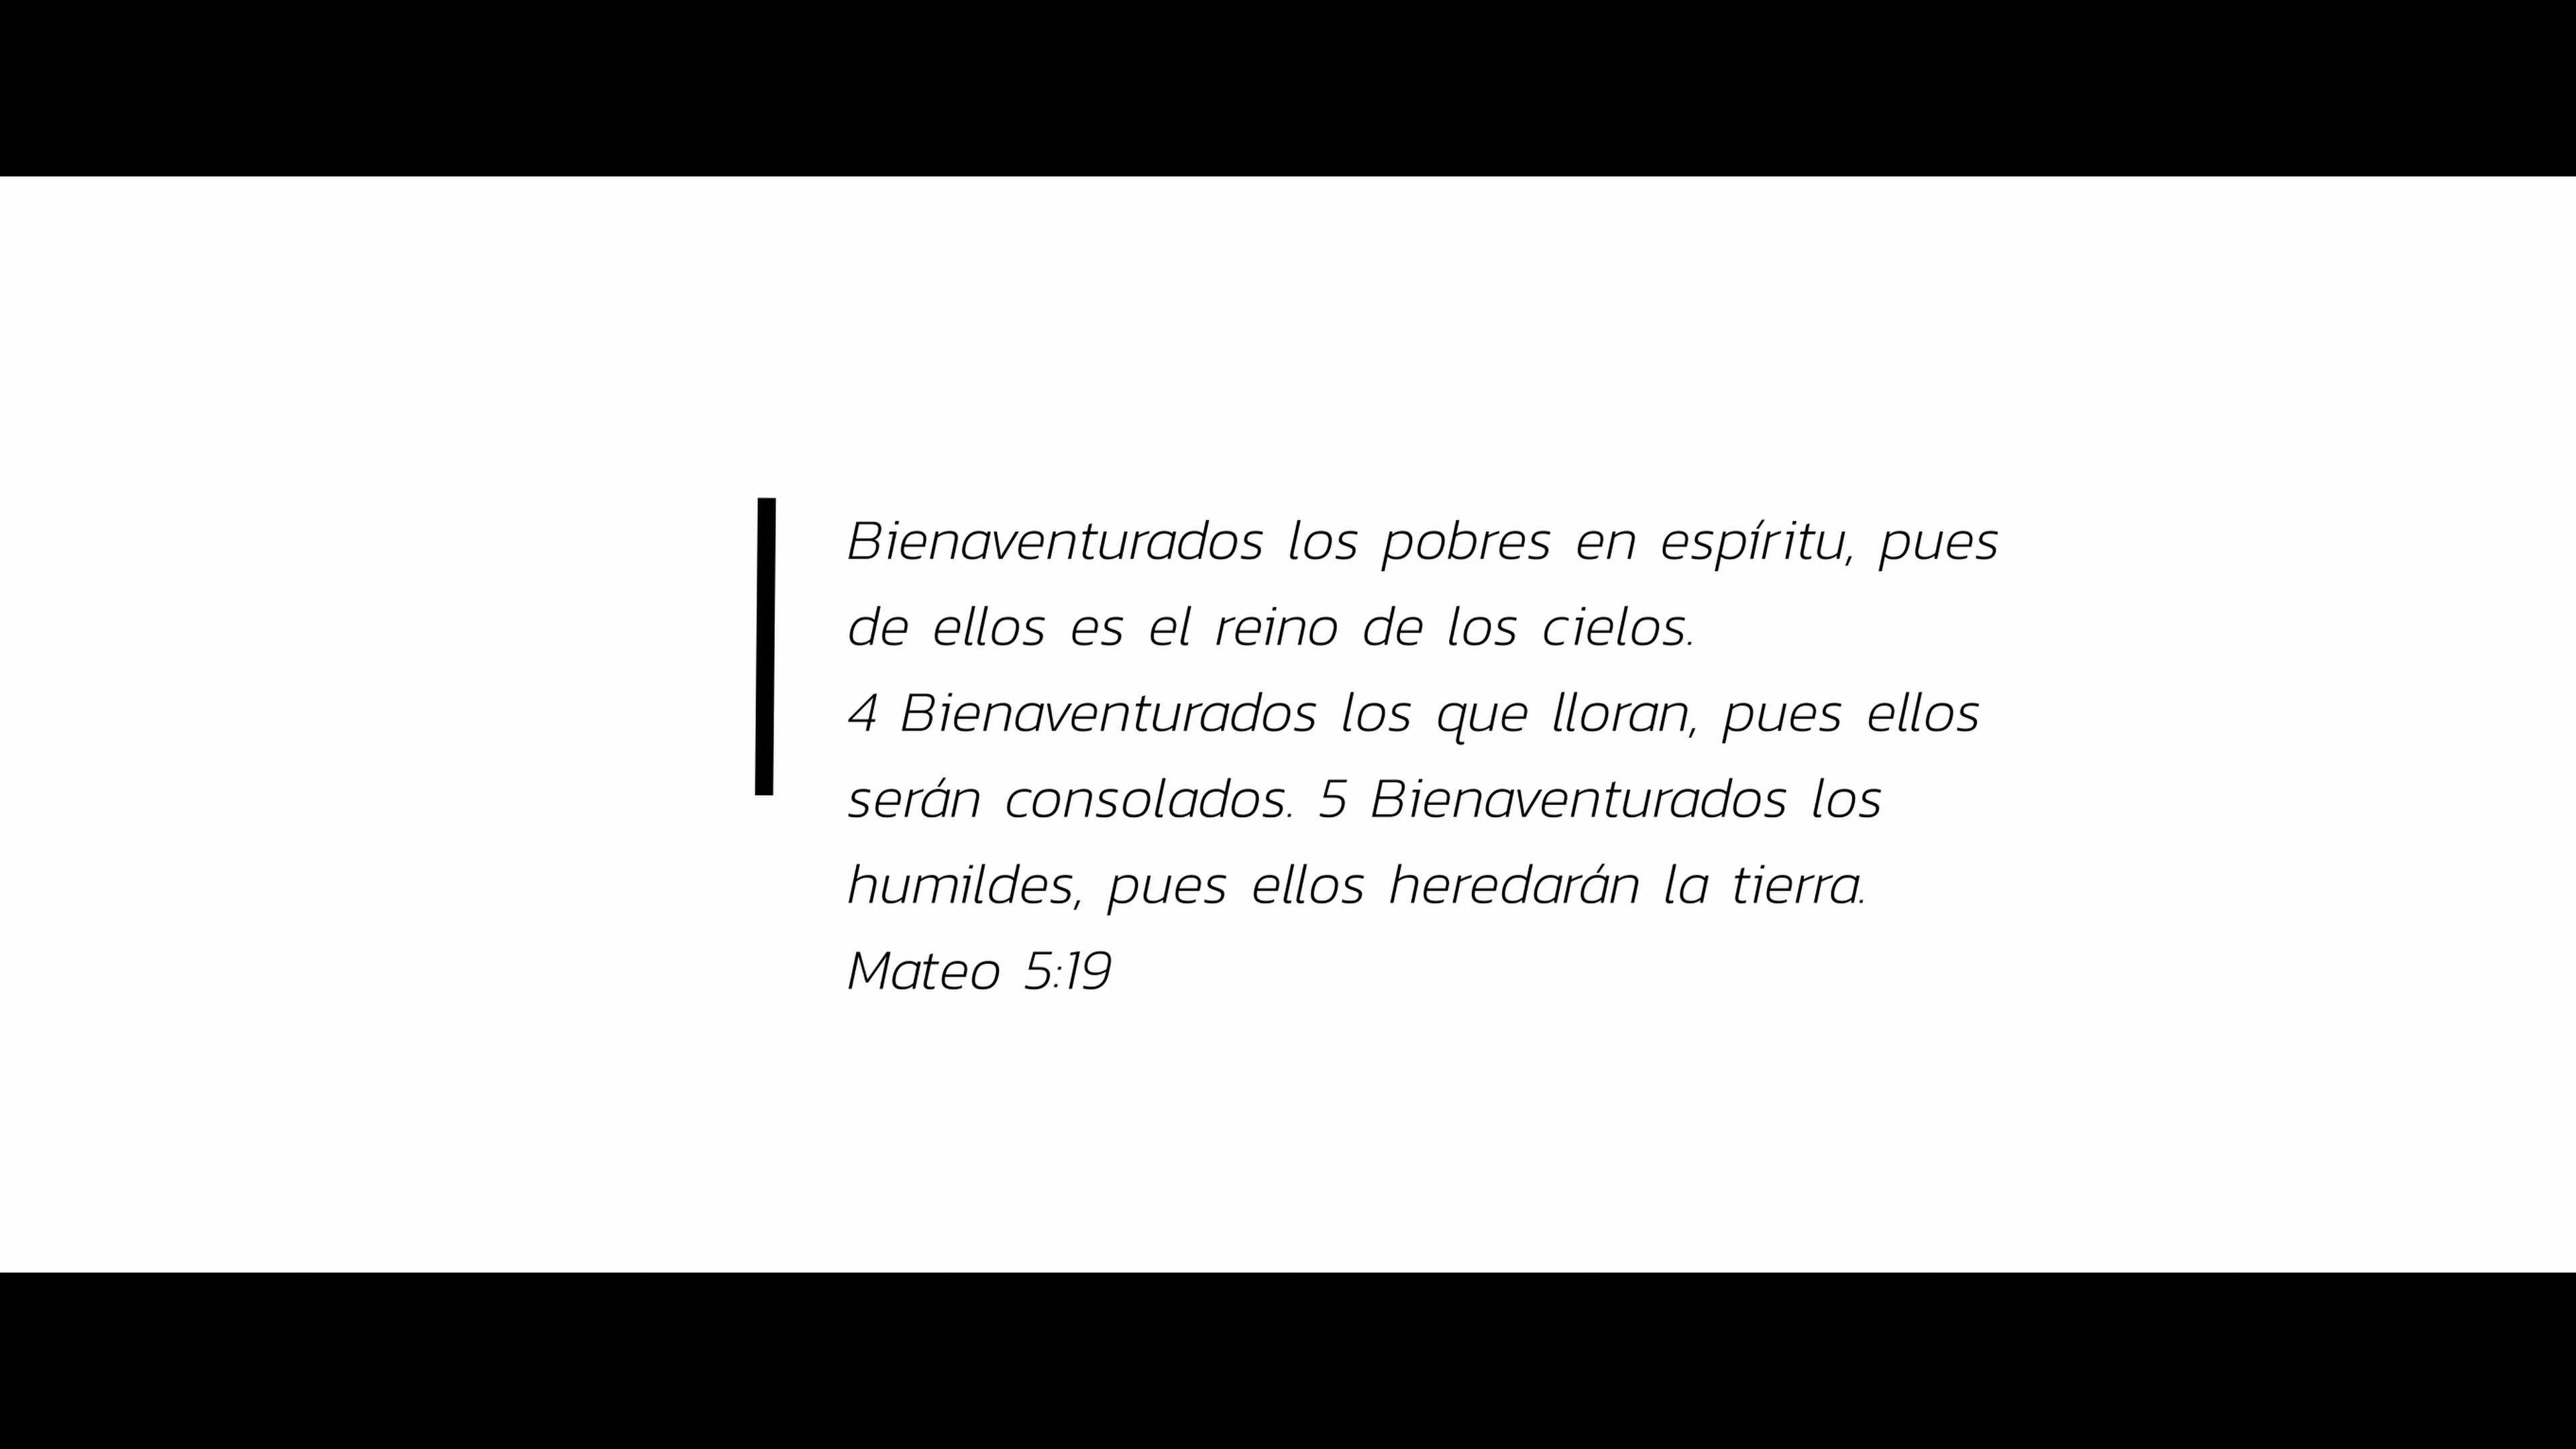 Bienaventurados los pobres en espíritu, pues
de ellos es el reino de los cielos.
4 Bienaventurados los que lloran, pues ellos
serán consolados. 5 Bienaventurados los
humildes, pues ellos heredarán la tierra.
Mateo 5:19